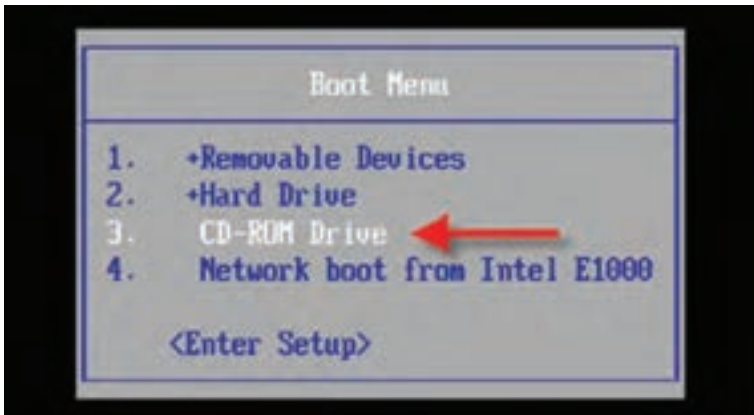 Boot Menu
1. +Removable Devices
2. +Hard Drive
3. CD-ROM Drive
4. Network boot from Intel E1000
<Enter Setup>